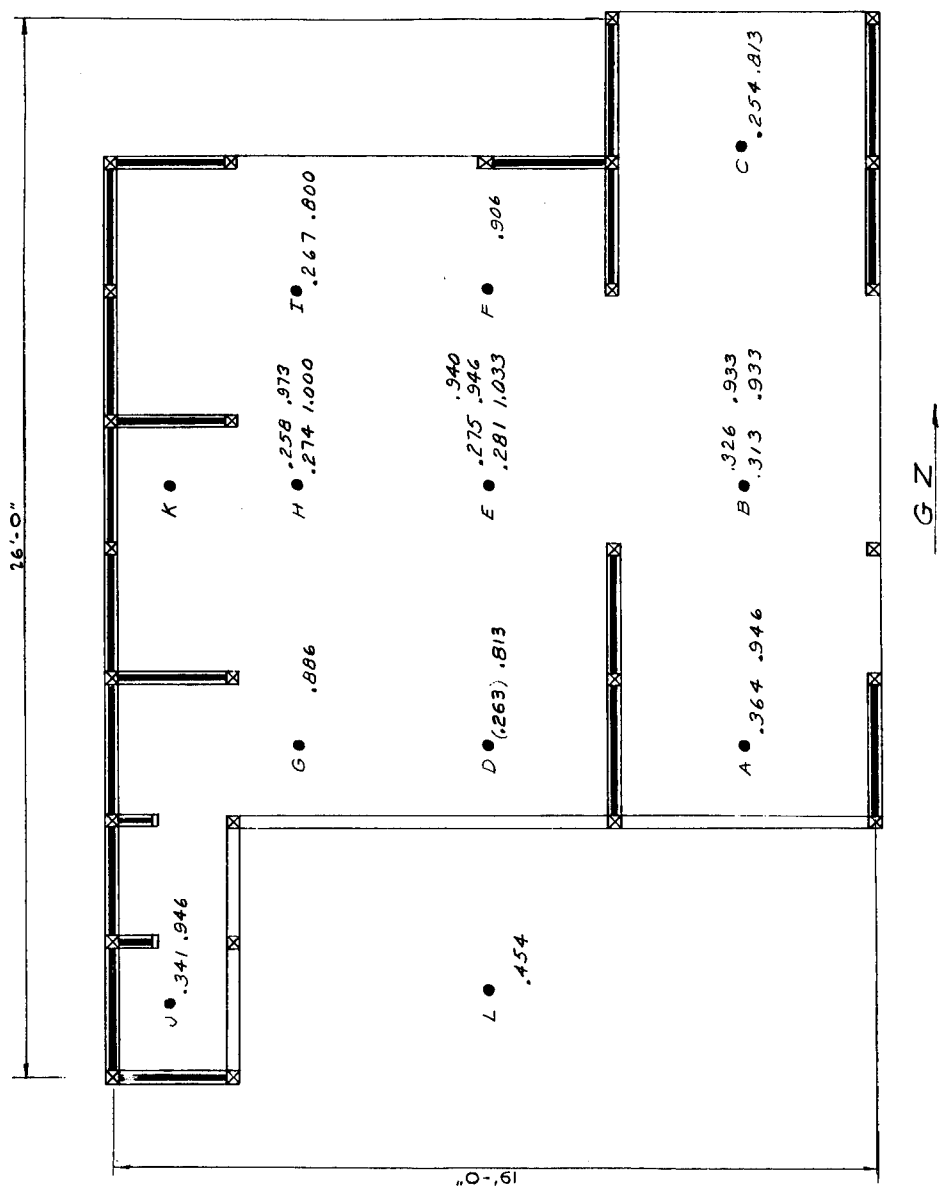 26'-0"
19'-0"
C
.254 .813
I
.267 .800
F
.906
K
H
.258 .973
.274 1.000
E
.940
.275 .946
.281 1.033
B
.326 .933
.313 .933
G
.886
D
(.263) .813
A
.364 .946
J
.341 .946
L
.454
G Z